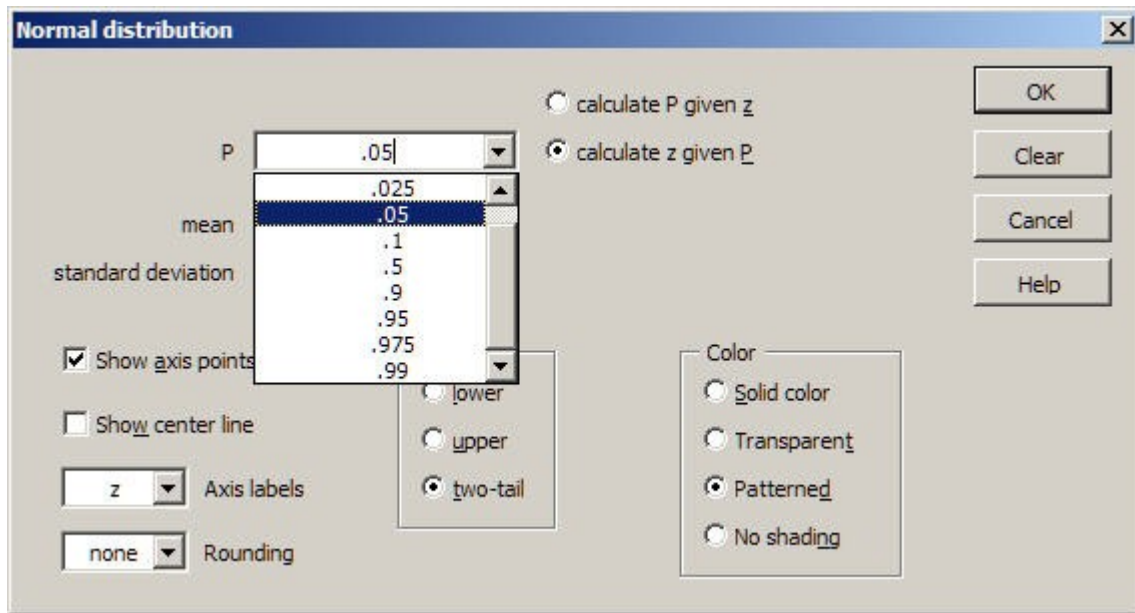 Normal distribution
calculate P given z
OK
P .05 calculate z given P
Clear
.025
.05
mean
.1
Cancel
.5
standard deviation
.9
Help
.95
.975
.99
Show axis points
Color
lower
Solid color
Show center line
upper
Transparent
z Axis labels
two-tail
Patterned
none Rounding
No shading